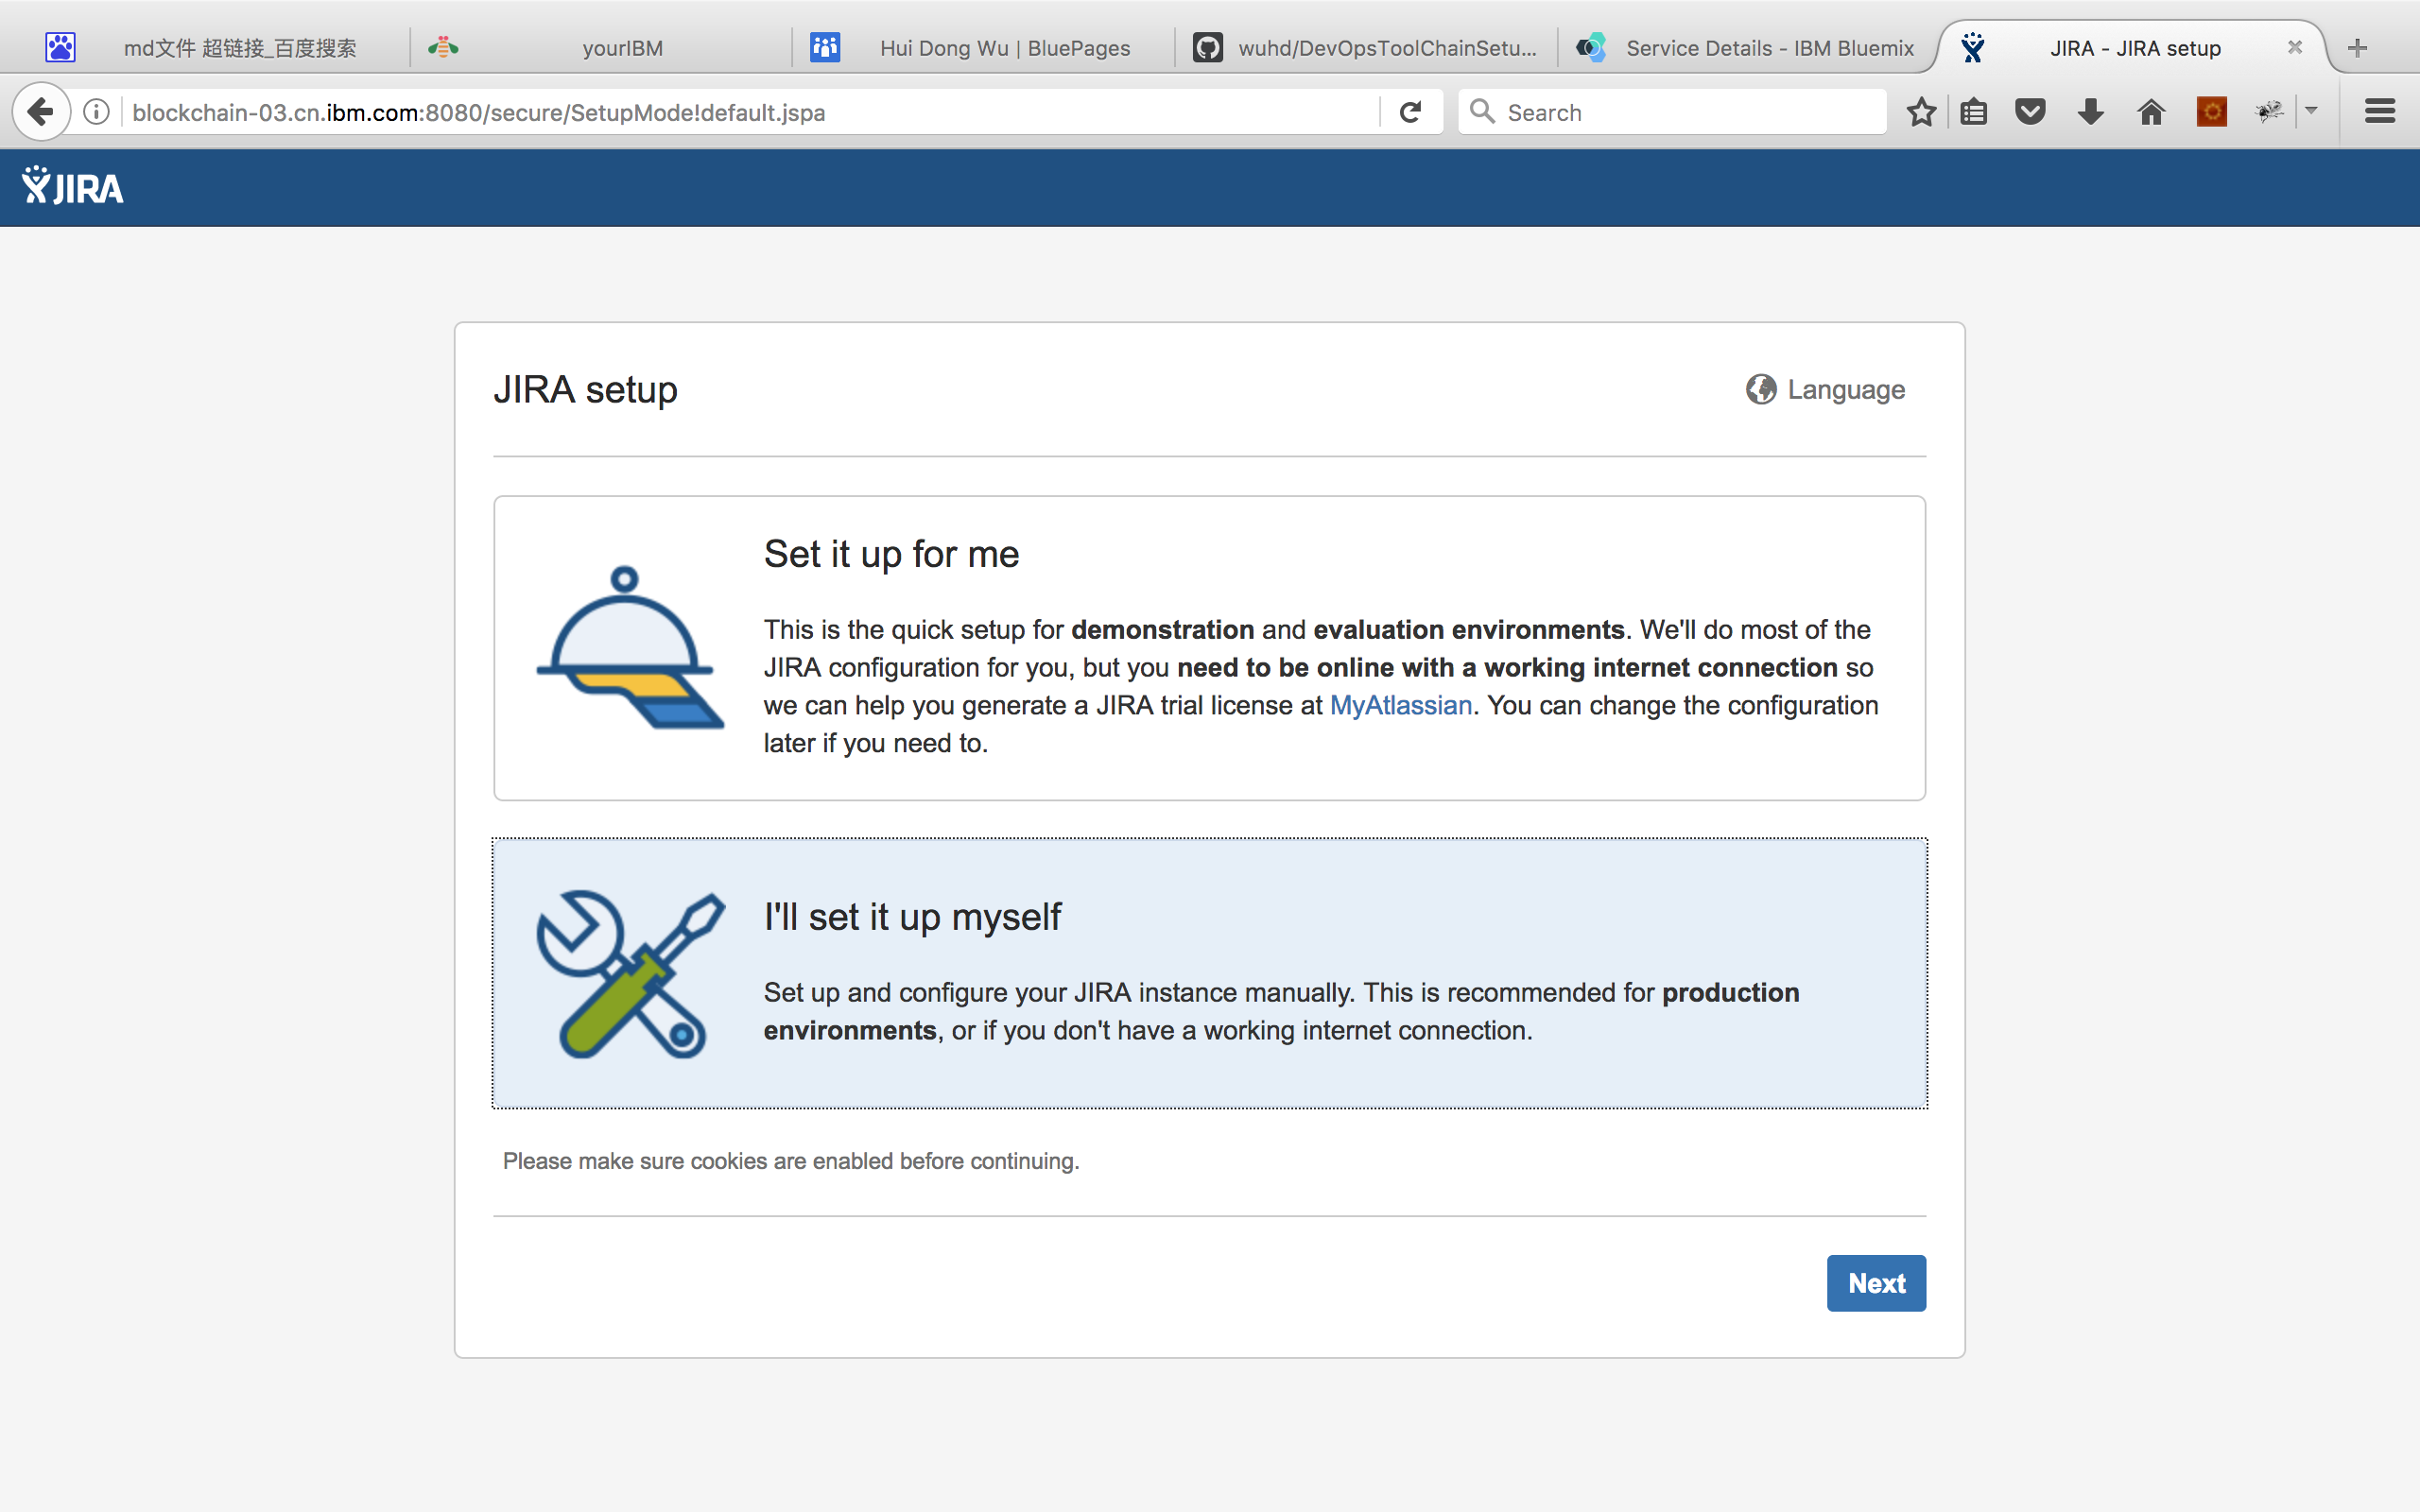 md文件 超链接_百度搜索
yourIBM
Hui Dong Wu | BluePages
wuhd/DevOpsToolChainSetu...
Service Details - IBM Bluemix
JIRA - JIRA setup
blockchain-03.cn.ibm.com:8080/secure/SetupMode!default.jspa
Search
JIRA
JIRA setup
Language
Set it up for me
This is the quick setup for demonstration and evaluation environments. We'll do most of the
JIRA configuration for you, but you need to be online with a working internet connection so
we can help you generate a JIRA trial license at MyAtlassian. You can change the configuration
later if you need to.
I'll set it up myself
Set up and configure your JIRA instance manually. This is recommended for production
environments, or if you don't have a working internet connection.
Please make sure cookies are enabled before continuing.
Next